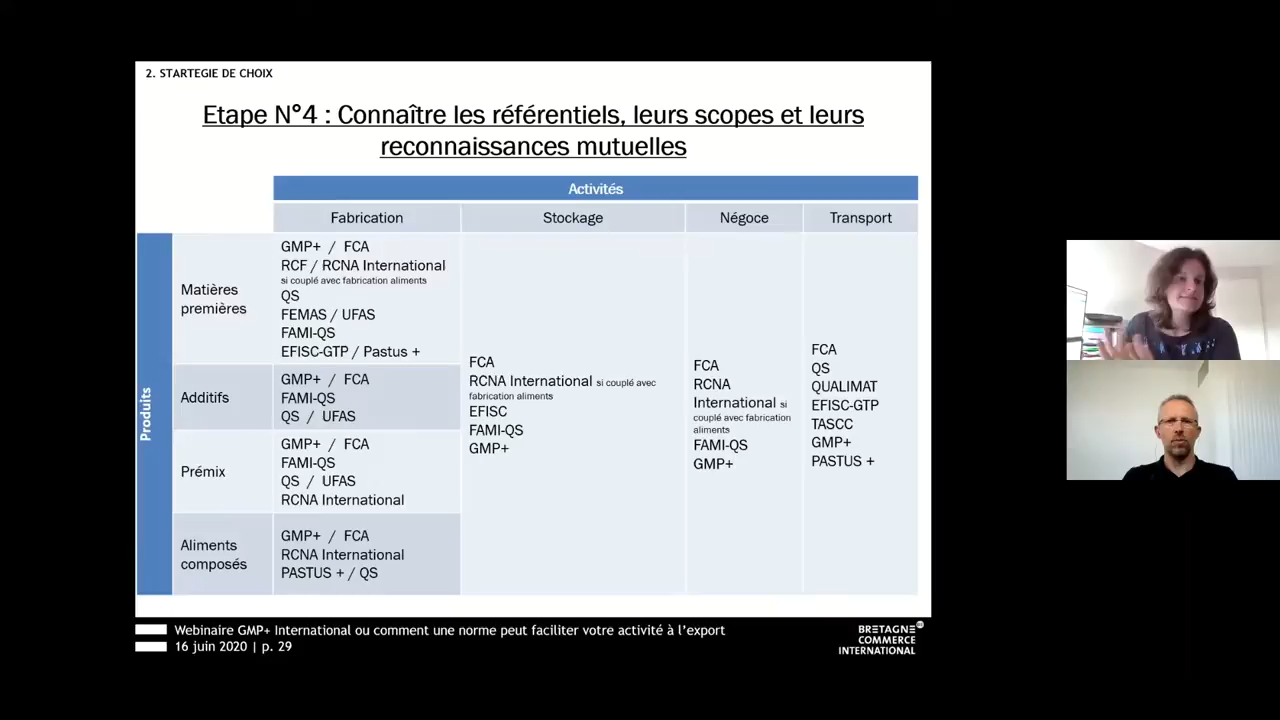 2. STARTEGIE DE CHOIX
Etape N°4 : Connaître les référentiels, leurs scopes et leurs
reconnaissances mutuelles
Activités
Fabrication
Stockage
Négoce
Transport
Produits
Matières
premières
GMP+ / FCA
RCF / RCNA International
si couplé avec fabrication aliments
QS
FEMAS / UFAS
FAMI-QS
EFISC-GTP / Pastus +
Additifs
GMP+ / FCA
FAMI-QS
QS / UFAS
Prémix
GMP+ / FCA
FAMI-QS
QS / UFAS
RCNA International
Aliments
composés
GMP+ / FCA
RCNA International
PASTUS + / QS
FCA
RCNA International si couplé avec
fabrication aliments
EFISC
FAMI-QS
GMP+
FCA
RCNA
International si
couplé avec fabrication
aliments
FAMI-QS
GMP+
FCA
QS
QUALIMAT
EFISC-GTP
TASCC
GMP+
PASTUS +
Webinaire GMP+ International ou comment une norme peut faciliter votre activité à l'export
16 juin 2020 | p. 29
BRETAGNE
COMMERCE
INTERNATIONAL